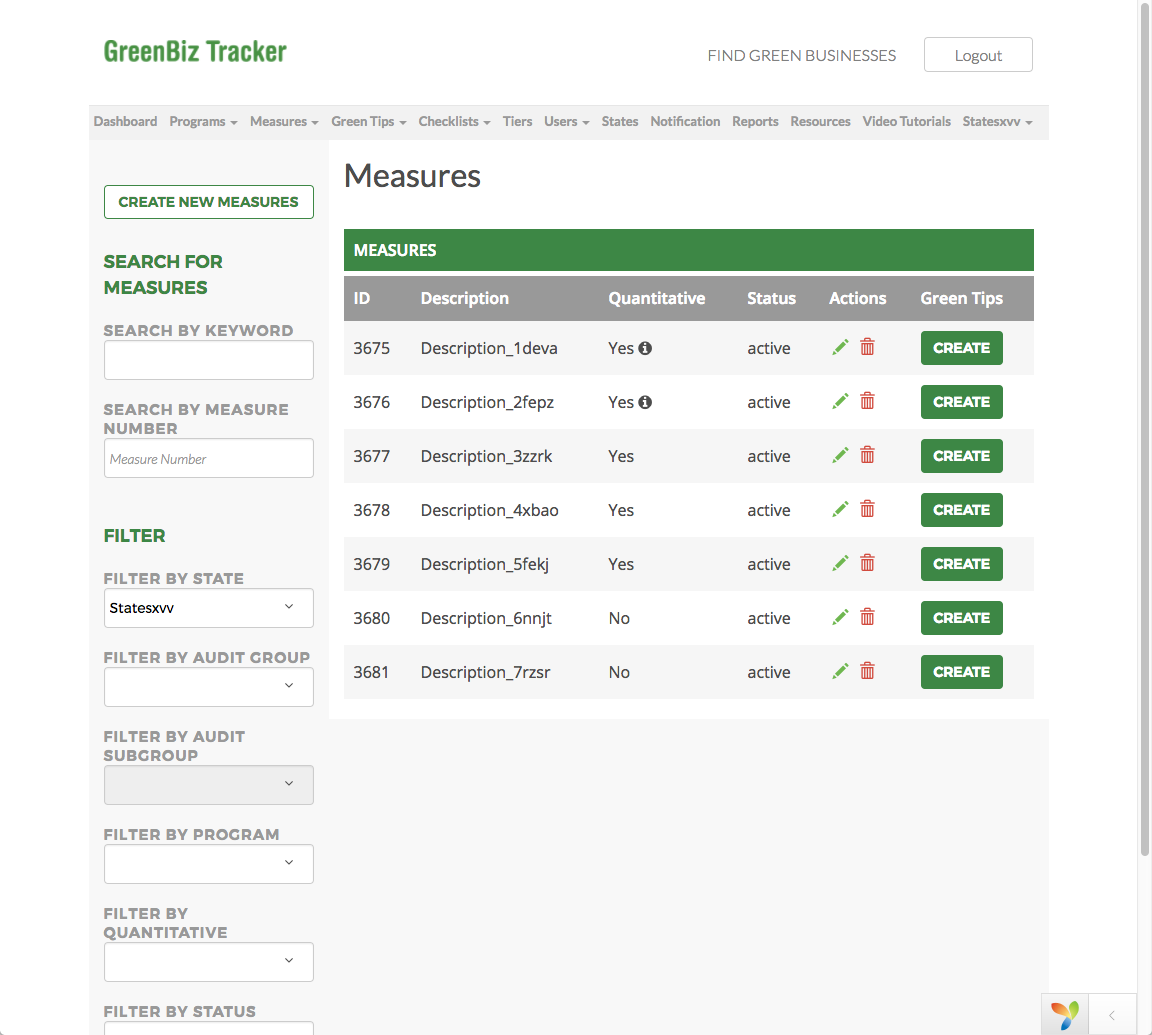 GreenBiz Tracker
FIND GREEN BUSINESSES Logout
Dashboard Programs Measures Green Tips Checklists Tiers Users States Notification Reports Resources Video Tutorials Statesxvv
CREATE NEW MEASURES
SEARCH FOR
MEASURES
SEARCH BY KEYWORD
SEARCH BY MEASURE
NUMBER
Measure Number
FILTER
FILTER BY STATE
Statesxvv
FILTER BY AUDIT GROUP
FILTER BY AUDIT
SUBGROUP
FILTER BY PROGRAM
FILTER BY
QUANTITATIVE
FILTER BY STATUS
Measures
MEASURES
ID Description Quantitative Status Actions Green Tips
3675 Description_1deva Yes active CREATE
3676 Description_2fepz Yes active CREATE
3677 Description_3zzrk Yes active CREATE
3678 Description_4xbao Yes active CREATE
3679 Description_5fekj Yes active CREATE
3680 Description_6nnjt No active CREATE
3681 Description_7rzsr No active CREATE